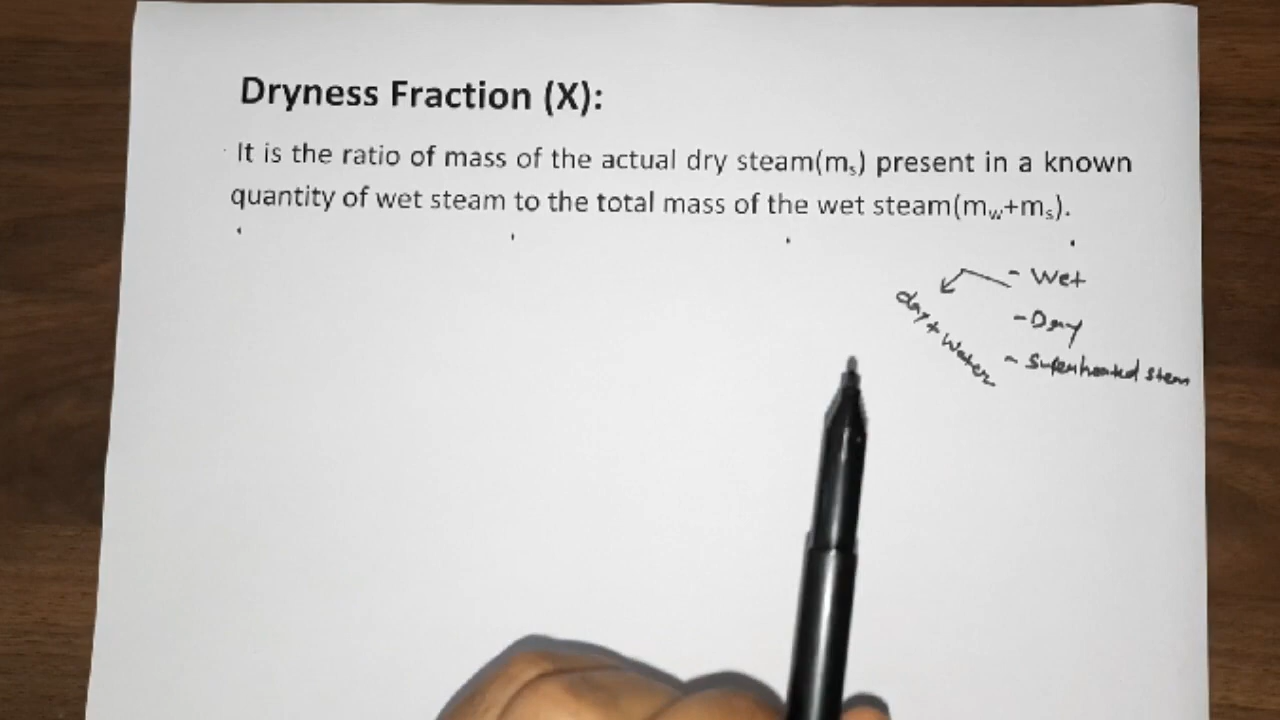 Dryness Fraction (X):
It is the ratio of mass of the actual dry steam(ms) present in a known
quantity of wet steam to the total mass of the wet steam(mw+ms).
- Wet
dry + Water
- Dry
- Superheated steam